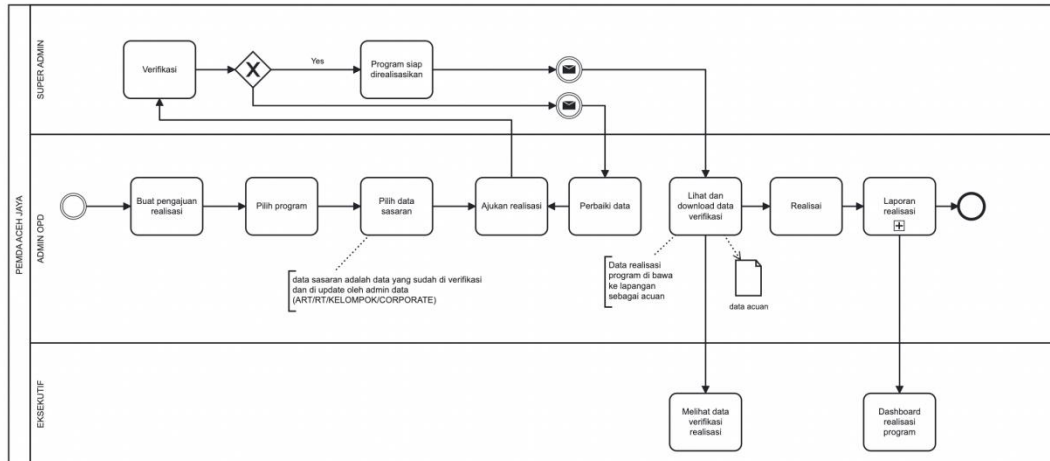 PEMDA ACEH JAYA
SUPER ADMIN
Verifikasi
Yes
Program siap
direalisasikan
ADMIN OPD
Buat pengajuan
realisasi
Pilih program
Pilih data
sasaran
Ajukan realisasi
Perbaiki data
Lihat dan
download data
verifikasi
Realisai
Laporan
realisasi
data sasaran adalah data yang sudah di verifikasi
dan di update oleh admin data
(ART/RT/KELOMPOK/CORPORATE)
Data realisasi
program di bawa
ke lapangan
sebagai acuan
data acuan
EKSEKUTIF
Melihat data
verifikasi
realisasi
Dashboard
realisasi
program